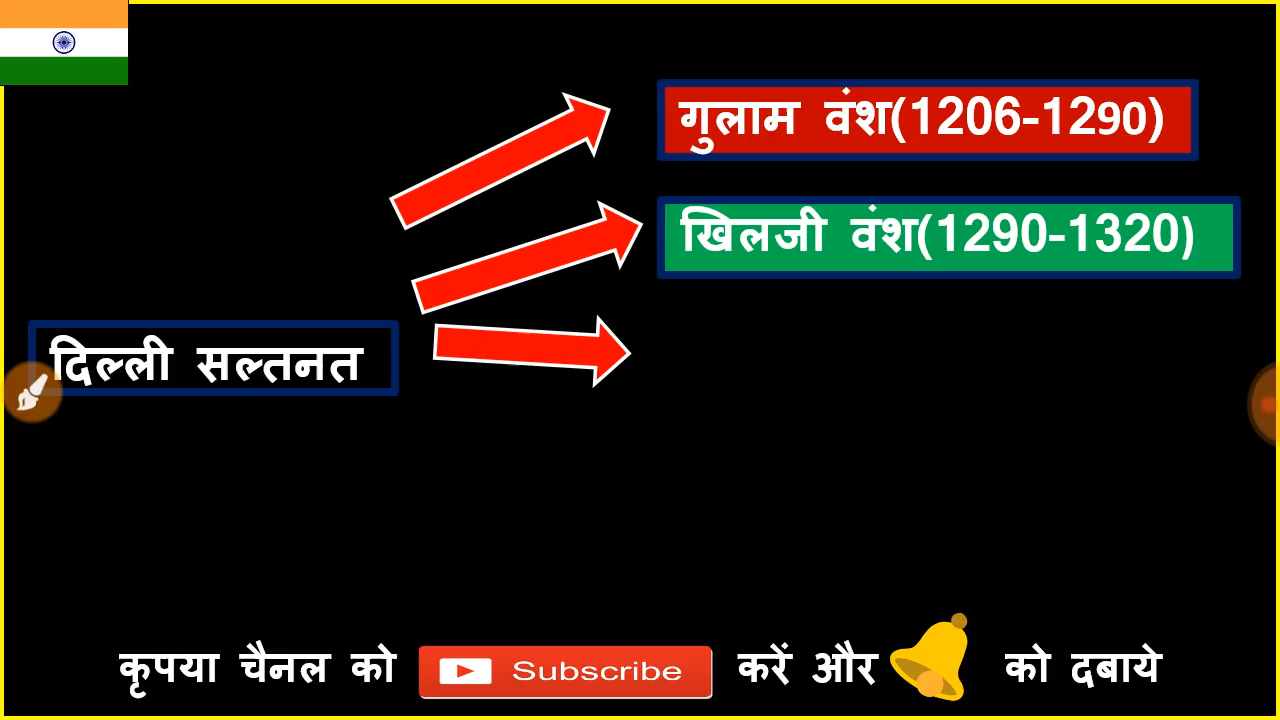 गुलाम वंश(1206-1290)
खिलजी वंश(1290-1320)
दिल्ली सल्तनत
कृपया चैनल को Subscribe करें और को दबाये